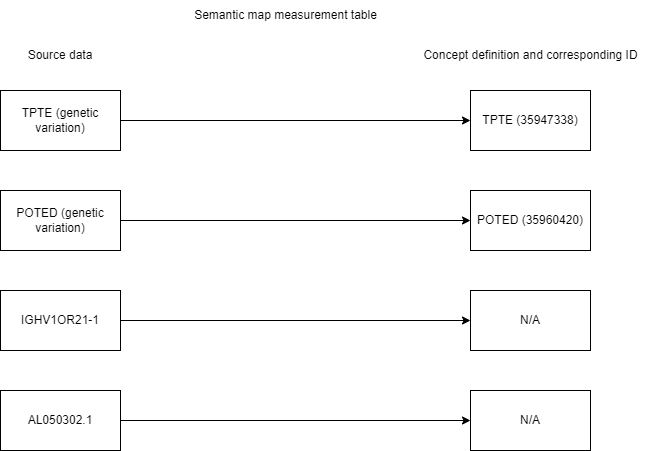 Semantic map measurement table
Source data
Concept definition and corresponding ID
TPTE (genetic
variation)
TPTE (35947338)
POTED (genetic
variation)
POTED (35960420)
IGHV1OR21-1
N/A
AL050302.1
N/A